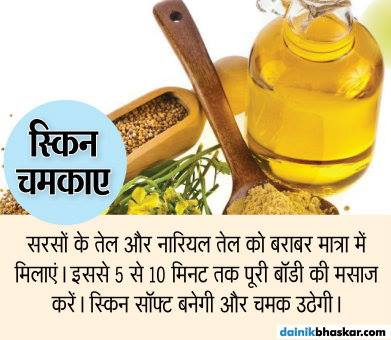 स्किन
चमकाए
सरसों के तेल और नारियल तेल को बराबर मात्रा में
मिलाएं। इससे 5 से 10 मिनट तक पूरी बॉडी की मसाज
करें। स्किन सॉफ्ट बनेगी और चमक उठेगी।
dainikbhaskar.com